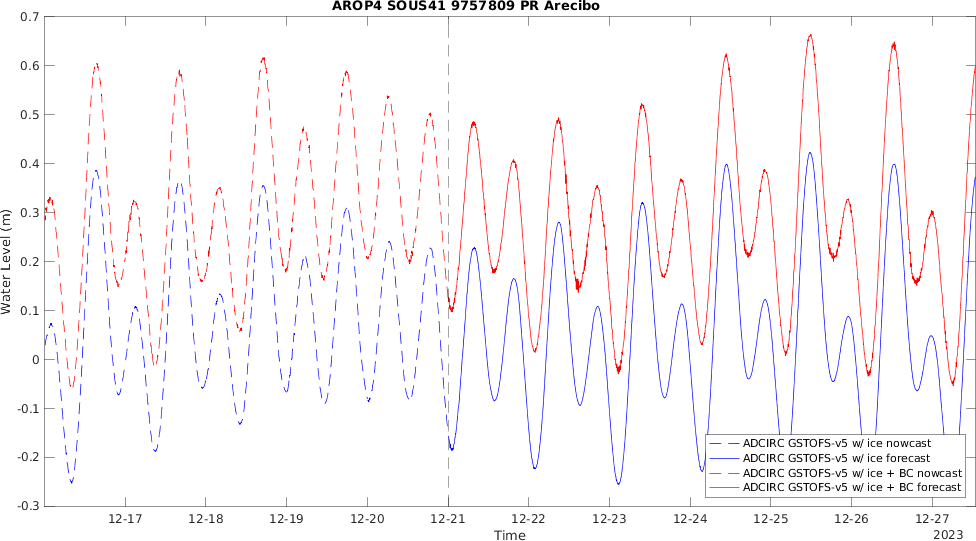 AROP4 SOUS41 9757809 PR Arecibo
0.7
0.6
0.5
0.4
0.3
0.2
0.1
0
-0.1
-0.2
-0.3
Water Level (m)
ADCIRC GSTOFS-v5 w/ ice nowcast
ADCIRC GSTOFS-v5 w/ ice forecast
ADCIRC GSTOFS-v5 w/ ice + BC nowcast
ADCIRC GSTOFS-v5 w/ ice + BC forecast
12-17 12-18 12-19 12-20 12-21 12-22 12-23 12-24 12-25 12-26 12-27
Time
2023